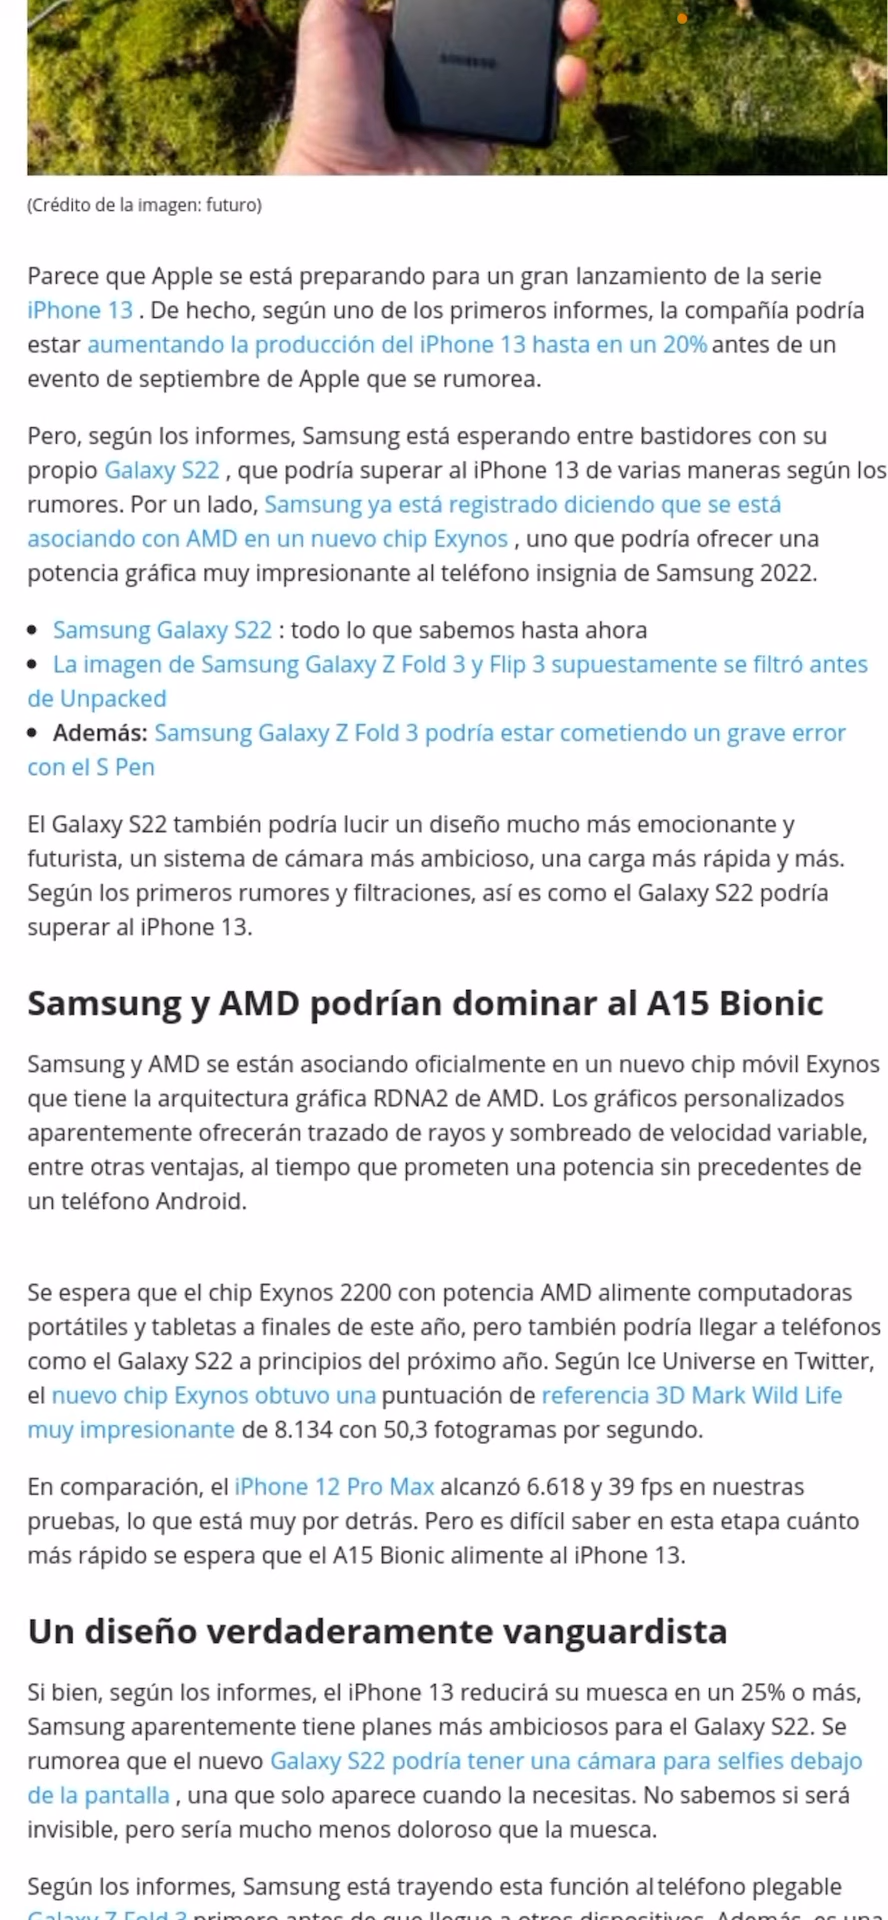 SAMSUNG
(Crédito de la imagen: futuro)
Parece que Apple se está preparando para un gran lanzamiento de la serie
iPhone 13 . De hecho, según uno de los primeros informes, la compañía podría
estar aumentando la producción del iPhone 13 hasta en un 20% antes de un
evento de septiembre de Apple que se rumorea.
Pero, según los informes, Samsung está esperando entre bastidores con su
propio Galaxy S22 , que podría superar al iPhone 13 de varias maneras según los
rumores. Por un lado, Samsung ya está registrado diciendo que se está
asociando con AMD en un nuevo chip Exynos , uno que podría ofrecer una
potencia gráfica muy impresionante al teléfono insignia de Samsung 2022.
• Samsung Galaxy S22 : todo lo que sabemos hasta ahora
• La imagen de Samsung Galaxy Z Fold 3 y Flip 3 supuestamente se filtró antes
de Unpacked
• Además: Samsung Galaxy Z Fold 3 podría estar cometiendo un grave error
con el S Pen
El Galaxy S22 también podría lucir un diseño mucho más emocionante y
futurista, un sistema de cámara más ambicioso, una carga más rápida y más.
Según los primeros rumores y filtraciones, así es como el Galaxy S22 podría
superar al iPhone 13.
Samsung y AMD podrían dominar al A15 Bionic
Samsung y AMD se están asociando oficialmente en un nuevo chip móvil Exynos
que tiene la arquitectura gráfica RDNA2 de AMD. Los gráficos personalizados
aparentemente ofrecerán trazado de rayos y sombreado de velocidad variable,
entre otras ventajas, al tiempo que prometen una potencia sin precedentes de
un teléfono Android.
Se espera que el chip Exynos 2200 con potencia AMD alimente computadoras
portátiles y tabletas a finales de este año, pero también podría llegar a teléfonos
como el Galaxy S22 a principios del próximo año. Según Ice Universe en Twitter,
el nuevo chip Exynos obtuvo una puntuación de referencia 3D Mark Wild Life
muy impresionante de 8.134 con 50,3 fotogramas por segundo.
En comparación, el iPhone 12 Pro Max alcanzó 6.618 y 39 fps en nuestras
pruebas, lo que está muy por detrás. Pero es difícil saber en esta etapa cuánto
más rápido se espera que el A15 Bionic alimente al iPhone 13.
Un diseño verdaderamente vanguardista
Si bien, según los informes, el iPhone 13 reducirá su muesca en un 25% o más,
Samsung aparentemente tiene planes más ambiciosos para el Galaxy S22. Se
rumorea que el nuevo Galaxy S22 podría tener una cámara para selfies debajo
de la pantalla , una que solo aparece cuando la necesitas. No sabemos si será
invisible, pero sería mucho menos doloroso que la muesca.
Según los informes, Samsung está trayendo esta función al teléfono plegable
Galaxy Z Fold 3 primero antes de que llegue a otros dispositivos. Además, es una